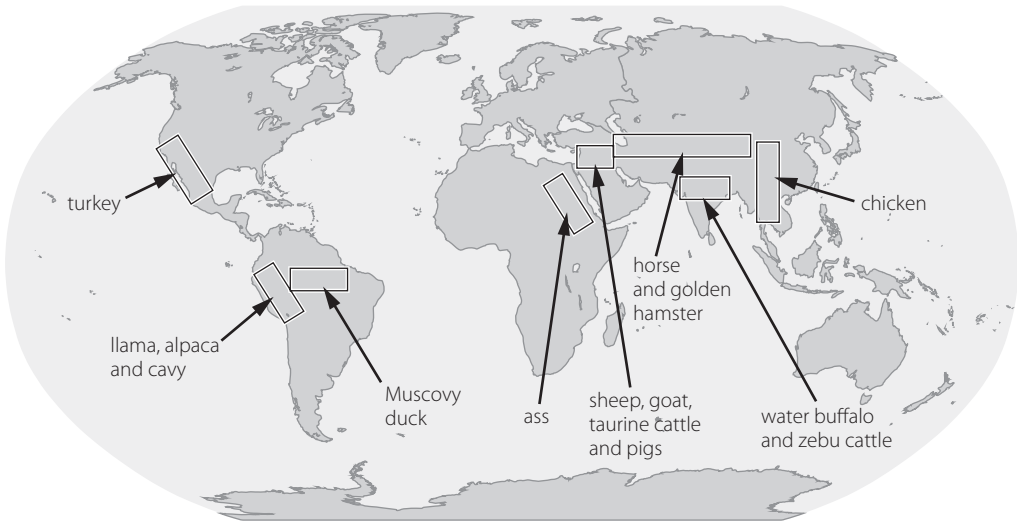 turkey
chicken
horse
and golden
hamster
llama, alpaca
and cavy
Muscovy
duck
ass
sheep, goat,
taurine cattle
and pigs
water buffalo
and zebu cattle